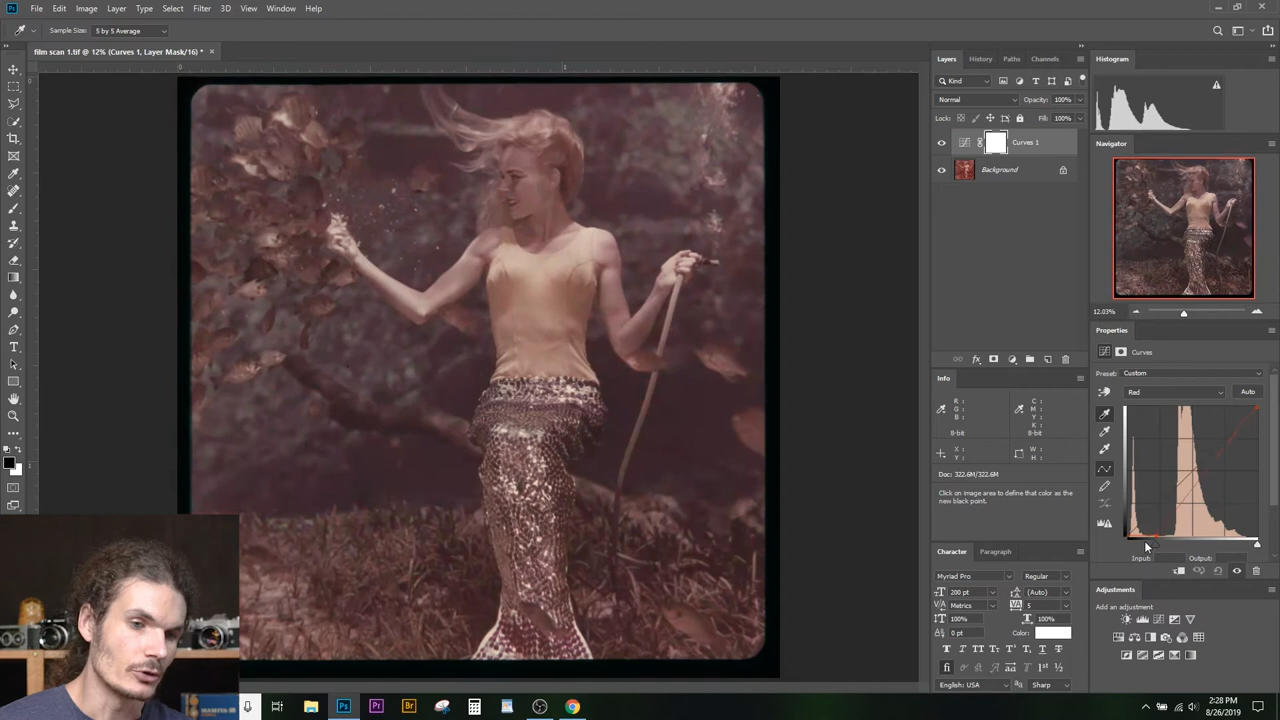 File Edit Image Layer Type Select Filter 3D View Window Help
Sample Size: 5 by 5 Average
film scan 1.tif @ 12% (Curves 1, Layer Mask/16) * ×
0
1
Layers History Paths Channels
Kind
Normal Opacity: 100%
Lock: Fill: 100%
Curves 1
Background
Info
R:
G:
B:
8-bit
C:
M:
Y:
K:
8-bit
X:
Y:
W:
H:
Doc: 322.6M/322.6M
Click on image area to define that color as the
new black point.
Character Paragraph
Myriad Pro Regular
200 pt (Auto)
Metrics 5
100% 100%
0 pt Color:
English: USA Sharp
Histogram
Navigator
12.03%
Properties
Curves
Preset: Custom
Red Auto
Input: Output:
Adjustments
Add an adjustment
2:28 PM
8/26/2019